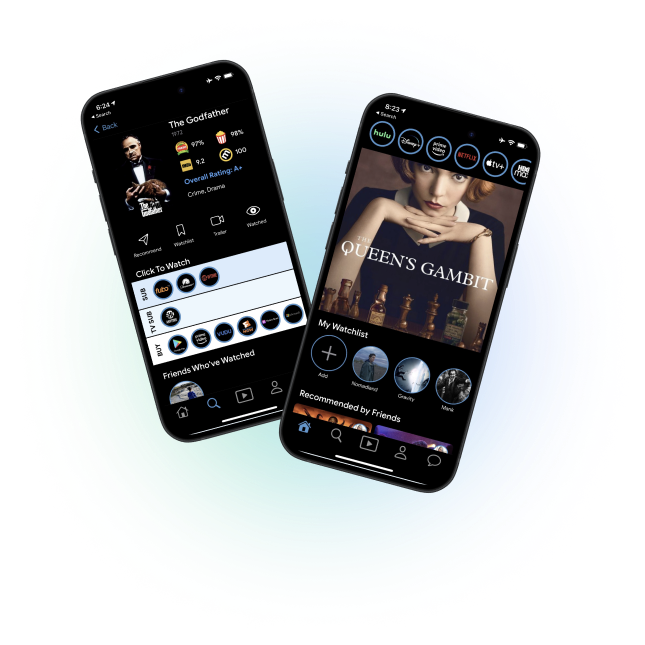 6:24
Search
Back
The Godfather
1972
97%
98%
IMDb
9.2
100
Overall Rating: A+
Crime, Drama
The
Godfather
Recommend
Watchlist
Trailer
Watched
Click To Watch
SUB
fubo
TV SUB
BUY
prime video
VUDU
Friends Who've Watched
8:23
Search
hulu
Disney+
prime video
NETFLIX
tv+
HBO
max
THE
QUEEN'S GAMBIT
My Watchlist
Add
Nomadland
Gravity
Mank
Recommended by Friends